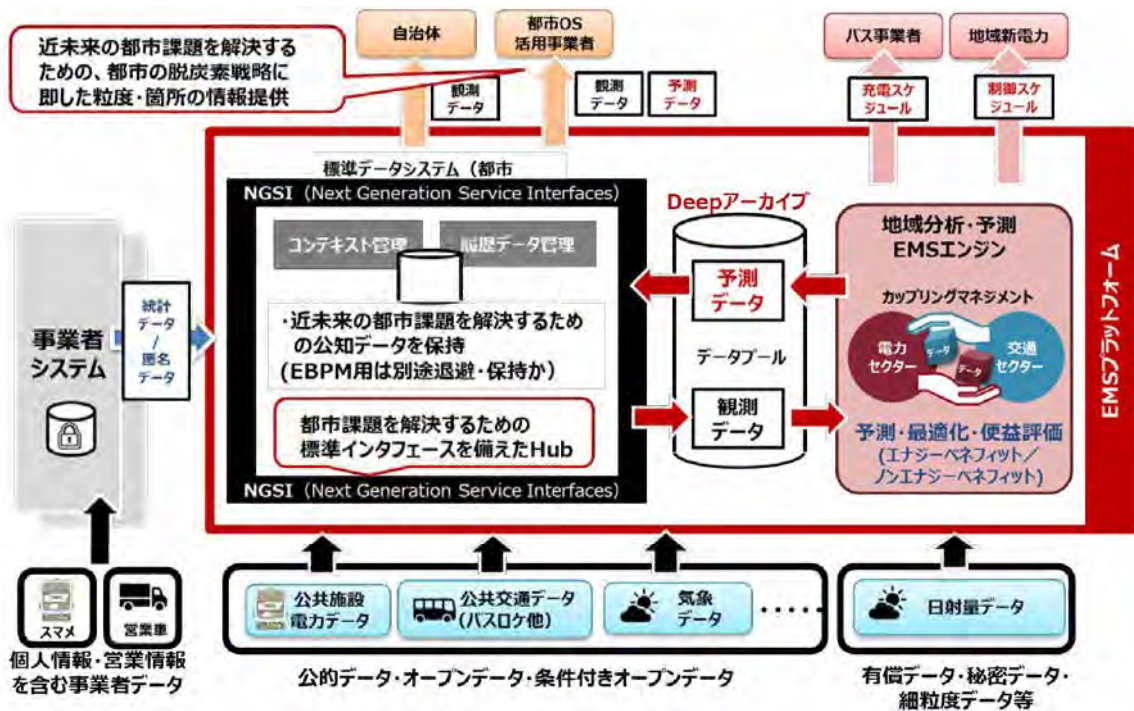 近未来の都市課題を解決する
ための、都市の脱炭素戦略に
即した粒度・箇所の情報提供
自治体
都市OS
活用事業者
バス事業者
地域新電力
観測
データ
観測
データ
予測
データ
充電スケ
ジュール
制御スケ
ジュール
標準データシステム（都市
NGSI（Next Generation Service Interfaces）
コンテキスト管理
履歴データ管理
・近未来の都市課題を解決するため
の公知データを保持
(EBPM用は別途退避・保持か)
都市課題を解決するための
標準インタフェースを備えたHub
NGSI（Next Generation Service Interfaces）
事業者
システム
統計
データ
/
匿名
データ
Deepアーカイブ
予測
データ
データプール
観測
データ
地域分析・予測
EMSエンジン
カップリングマネジメント
電力
セクター
データ
データ
交通
セクター
予測・最適化・便益評価
(エナジーベネフィット／
ノンエナジーベネフィット)
EMSプラットフォーム
スマメ
営業車
個人情報・営業情報
を含む事業者データ
公共施設
電力データ
公共交通データ
(バスロケ他)
気象
データ
・・・・・
日射量データ
公的データ・オープンデータ・条件付きオープンデータ
有償データ・秘密データ・
細粒度データ等